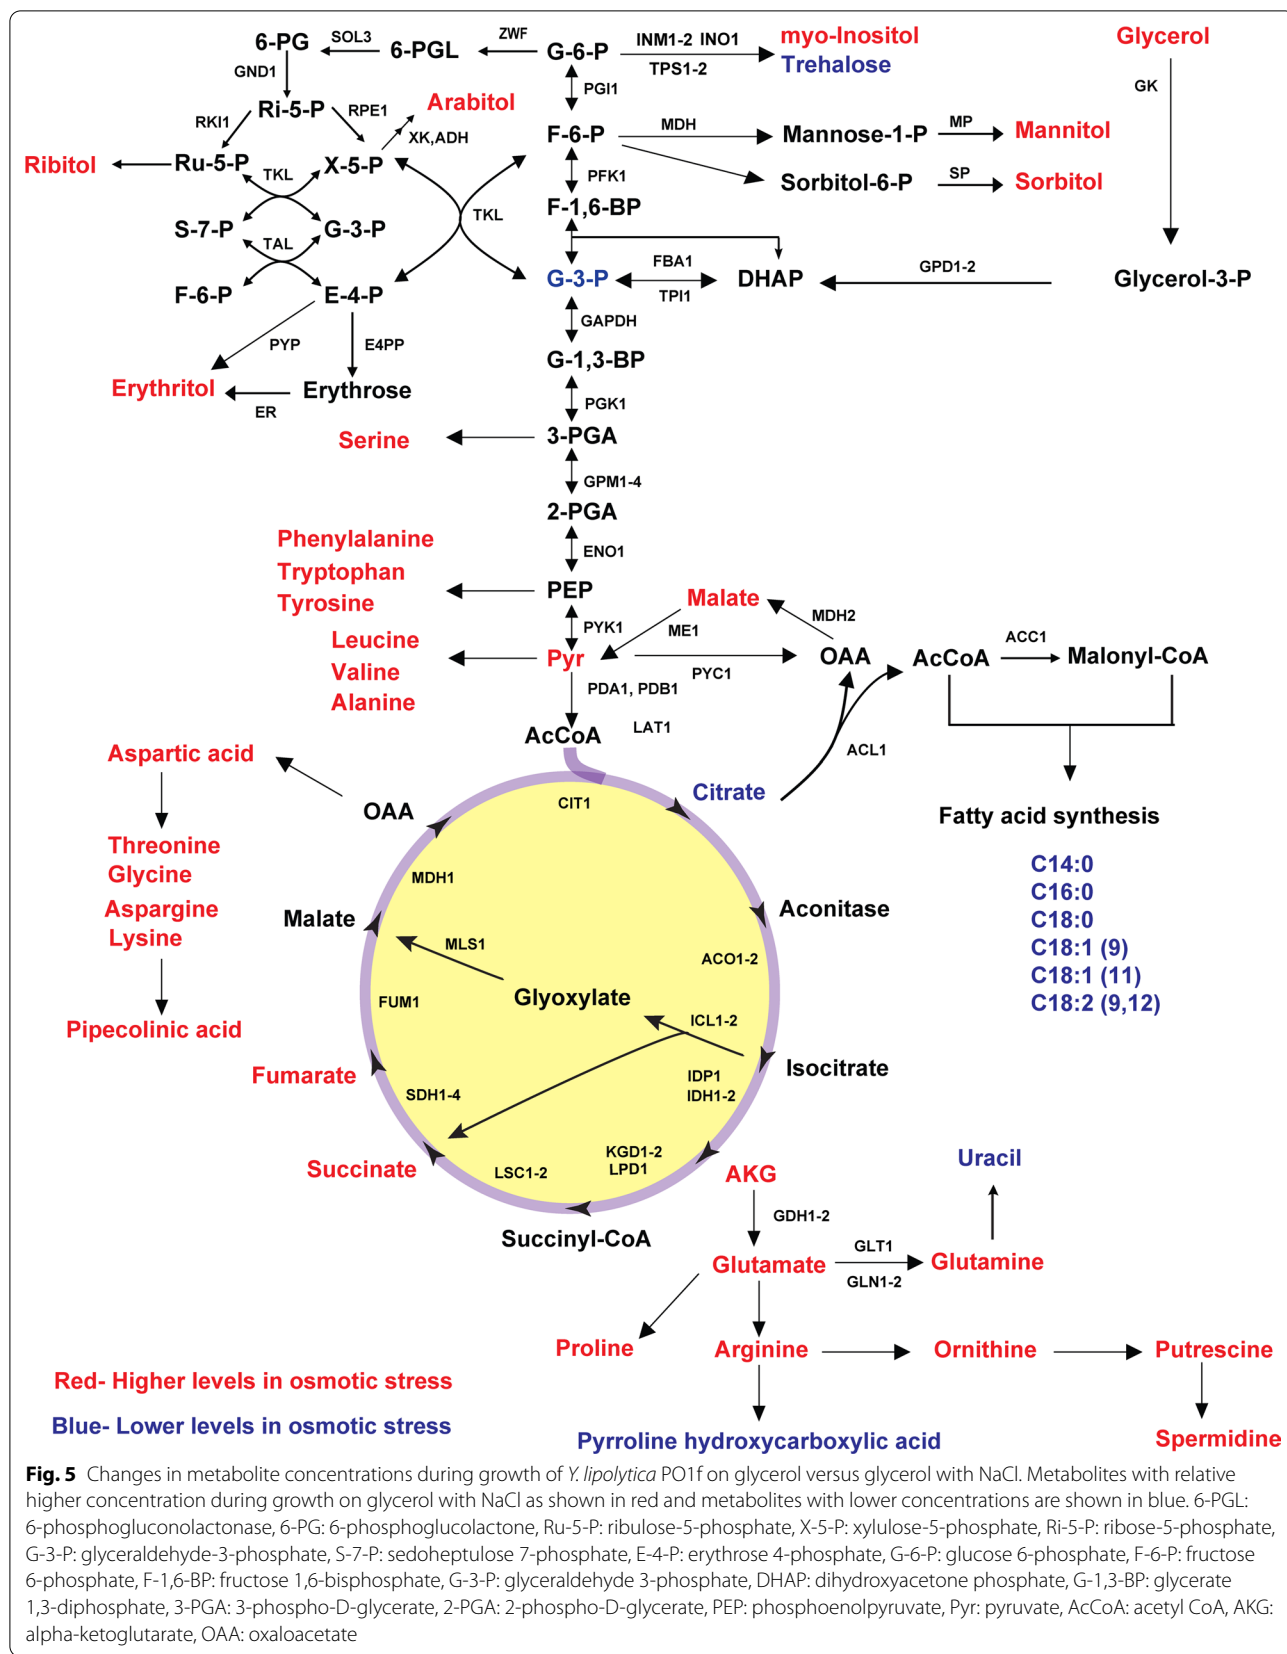 6-PG
SOL3
6-PGL
ZWF
G-6-P
INM1-2 INO1
TPS1-2
myo-Inositol
Trehalose
Glycerol
GND1
PGI1
GK
Ri-5-P
Arabitol
RKI1
RPE1
XK,ADH
F-6-P
MDH
Mannose-1-P
MP
Mannitol
Ribitol
Ru-5-P
TKL
X-5-P
PFK1
Sorbitol-6-P
SP
Sorbitol
F-1,6-BP
TKL
S-7-P
G-3-P
TAL
G-3-P
FBA1
TPI1
DHAP
GPD1-2
Glycerol-3-P
F-6-P
E-4-P
GAPDH
PYP
E4PP
G-1,3-BP
Erythritol
ER
Erythrose
PGK1
Serine
3-PGA
GPM1-4
2-PGA
Phenylalanine
Tryptophan
Tyrosine
ENO1
PEP
PYK1
Malate
MDH2
ME1
Leucine
Valine
Alanine
Pyr
PYC1
OAA
AcCoA
ACC1
Malonyl-CoA
PDA1, PDB1
LAT1
AcCoA
ACL1
Aspartic acid
OAA
CIT1
Citrate
Fatty acid synthesis
Threonine
Glycine
Aspargine
Lysine
C14:0
C16:0
C18:0
C18:1 (9)
C18:1 (11)
C18:2 (9,12)
MDH1
Malate
MLS1
Aconitase
ACO1-2
Glyoxylate
FUM1
Pipecolinic acid
ICL1-2
Isocitrate
Fumarate
SDH1-4
IDP1
IDH1-2
Succinate
LSC1-2
KGD1-2
LPD1
AKG
Uracil
Succinyl-CoA
GDH1-2
Glutamate
GLT1
GLN1-2
Glutamine
Proline
Arginine
Ornithine
Putrescine
Red- Higher levels in osmotic stress
Blue- Lower levels in osmotic stress
Pyrroline hydroxycarboxylic acid
Spermidine
Fig. 5 Changes in metabolite concentrations during growth of Y. lipolytica PO1f on glycerol versus glycerol with NaCl. Metabolites with relative
higher concentration during growth on glycerol with NaCl as shown in red and metabolites with lower concentrations are shown in blue. 6-PGL:
6-phosphogluconolactonase, 6-PG: 6-phosphoglucolactone, Ru-5-P: ribulose-5-phosphate, X-5-P: xylulose-5-phosphate, Ri-5-P: ribose-5-phosphate,
G-3-P: glyceraldehyde-3-phosphate, S-7-P: sedoheptulose 7-phosphate, E-4-P: erythrose 4-phosphate, G-6-P: glucose 6-phosphate, F-6-P: fructose
6-phosphate, F-1,6-BP: fructose 1,6-bisphosphate, G-3-P: glyceraldehyde 3-phosphate, DHAP: dihydroxyacetone phosphate, G-1,3-BP: glycerate
1,3-diphosphate, 3-PGA: 3-phospho-D-glycerate, 2-PGA: 2-phospho-D-glycerate, PEP: phosphoenolpyruvate, Pyr: pyruvate, AcCoA: acetyl CoA, AKG:
alpha-ketoglutarate, OAA: oxaloacetate